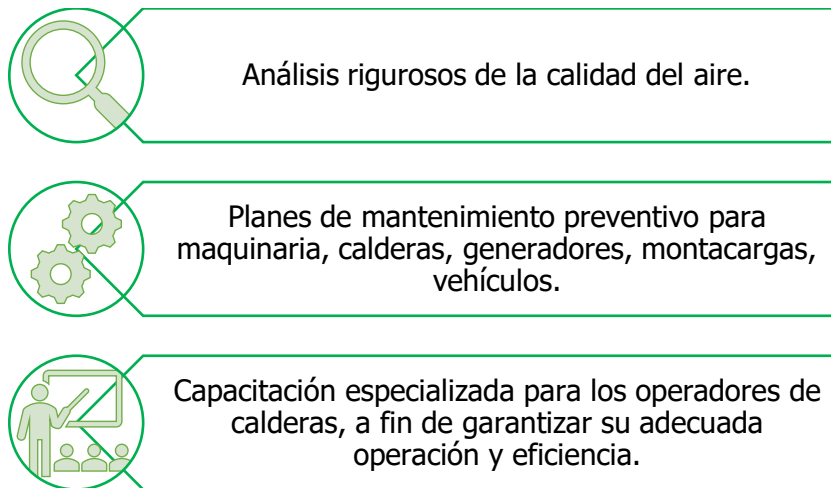 Análisis rigurosos de la calidad del aire.
Planes de mantenimiento preventivo para
maquinaria, calderas, generadores, montacargas,
vehículos.
Capacitación especializada para los operadores de
calderas, a fin de garantizar su adecuada
operación y eficiencia.